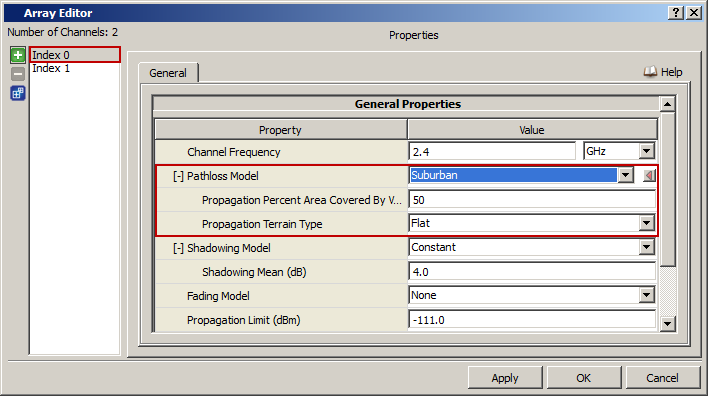 Array Editor
Number of Channels: 2
Properties
Index 0
Index 1
General
Help
General Properties
Property Value
Channel Frequency 2.4 GHz
[-] Pathloss Model Suburban
Propagation Percent Area Covered By V... 50
Propagation Terrain Type Flat
[-] Shadowing Model Constant
Shadowing Mean (dB) 4.0
Fading Model None
Propagation Limit (dBm) -111.0
Apply OK Cancel